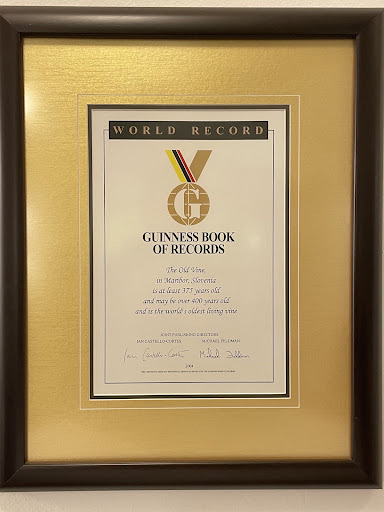 WORLD RECORD
G
GUINNESS BOOK
OF RECORDS
The Old Vine,
in Maribor, Slovenia
is at least 375 years old
and may be over 400 years old
and is the world's oldest living vine
JOINT PUBLISHING DIRECTORS
IAN CASTELLO-CORTES MICHAEL FELDMAN
2004